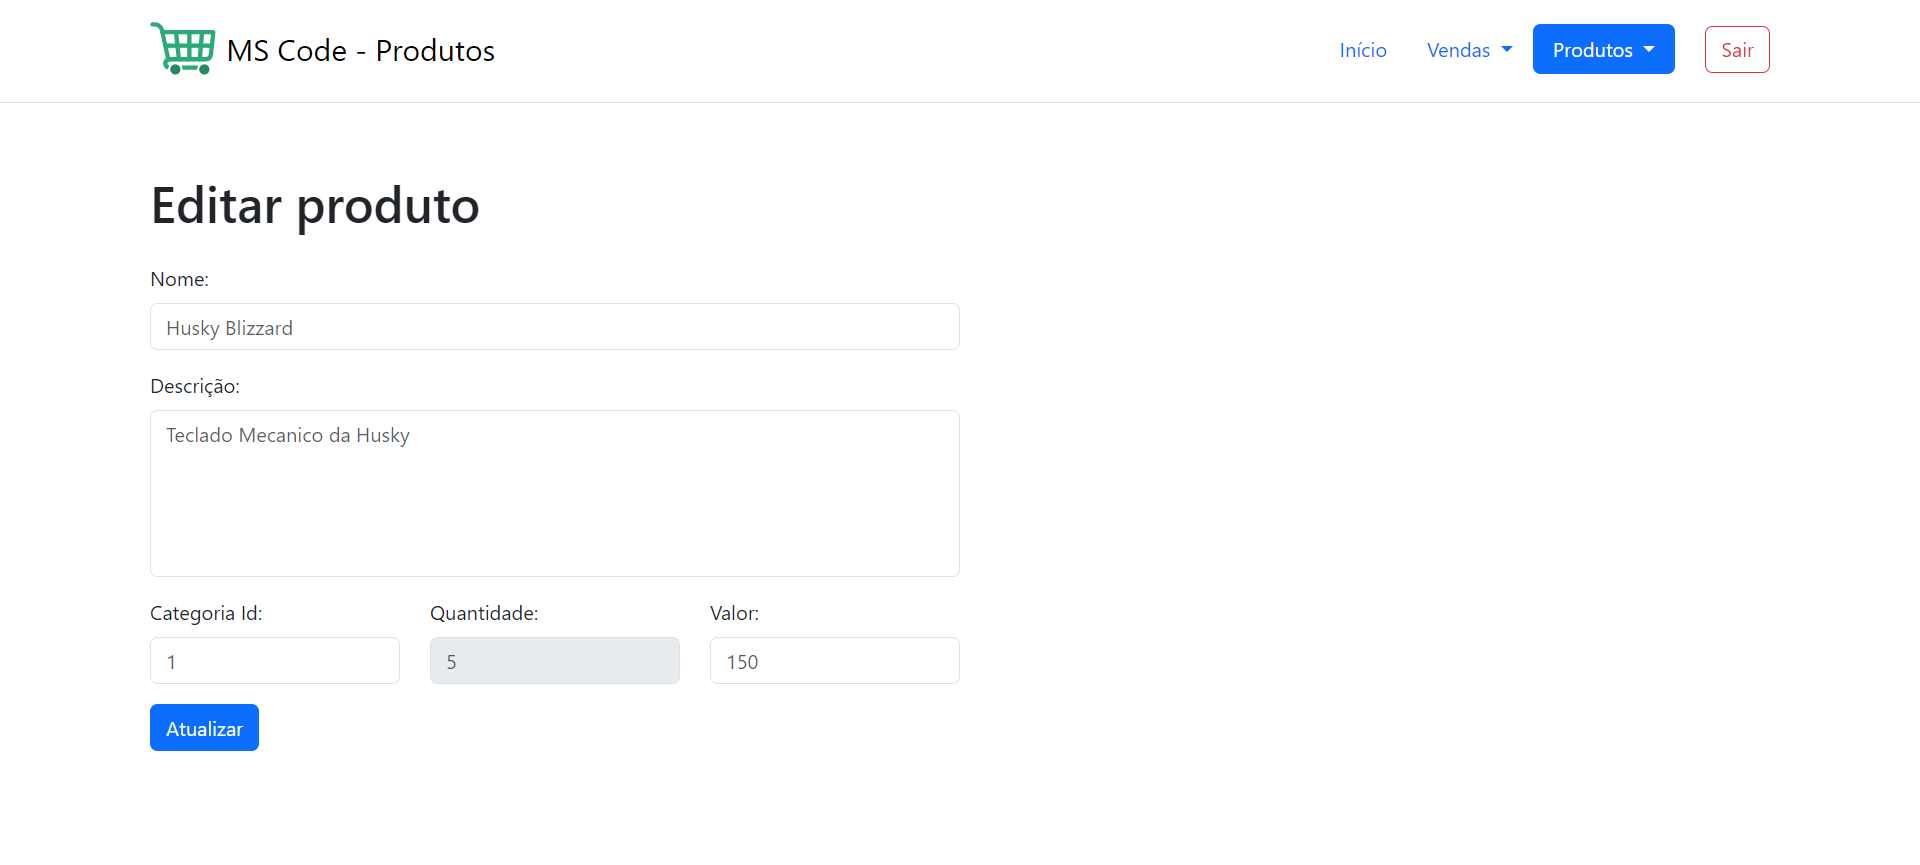 MS Code - Produtos
Início
Vendas
Produtos
Sair
Editar produto
Nome:
Husky Blizzard
Descrição:
Teclado Mecanico da Husky
Categoria Id:
Quantidade:
Valor:
1
5
150
Atualizar